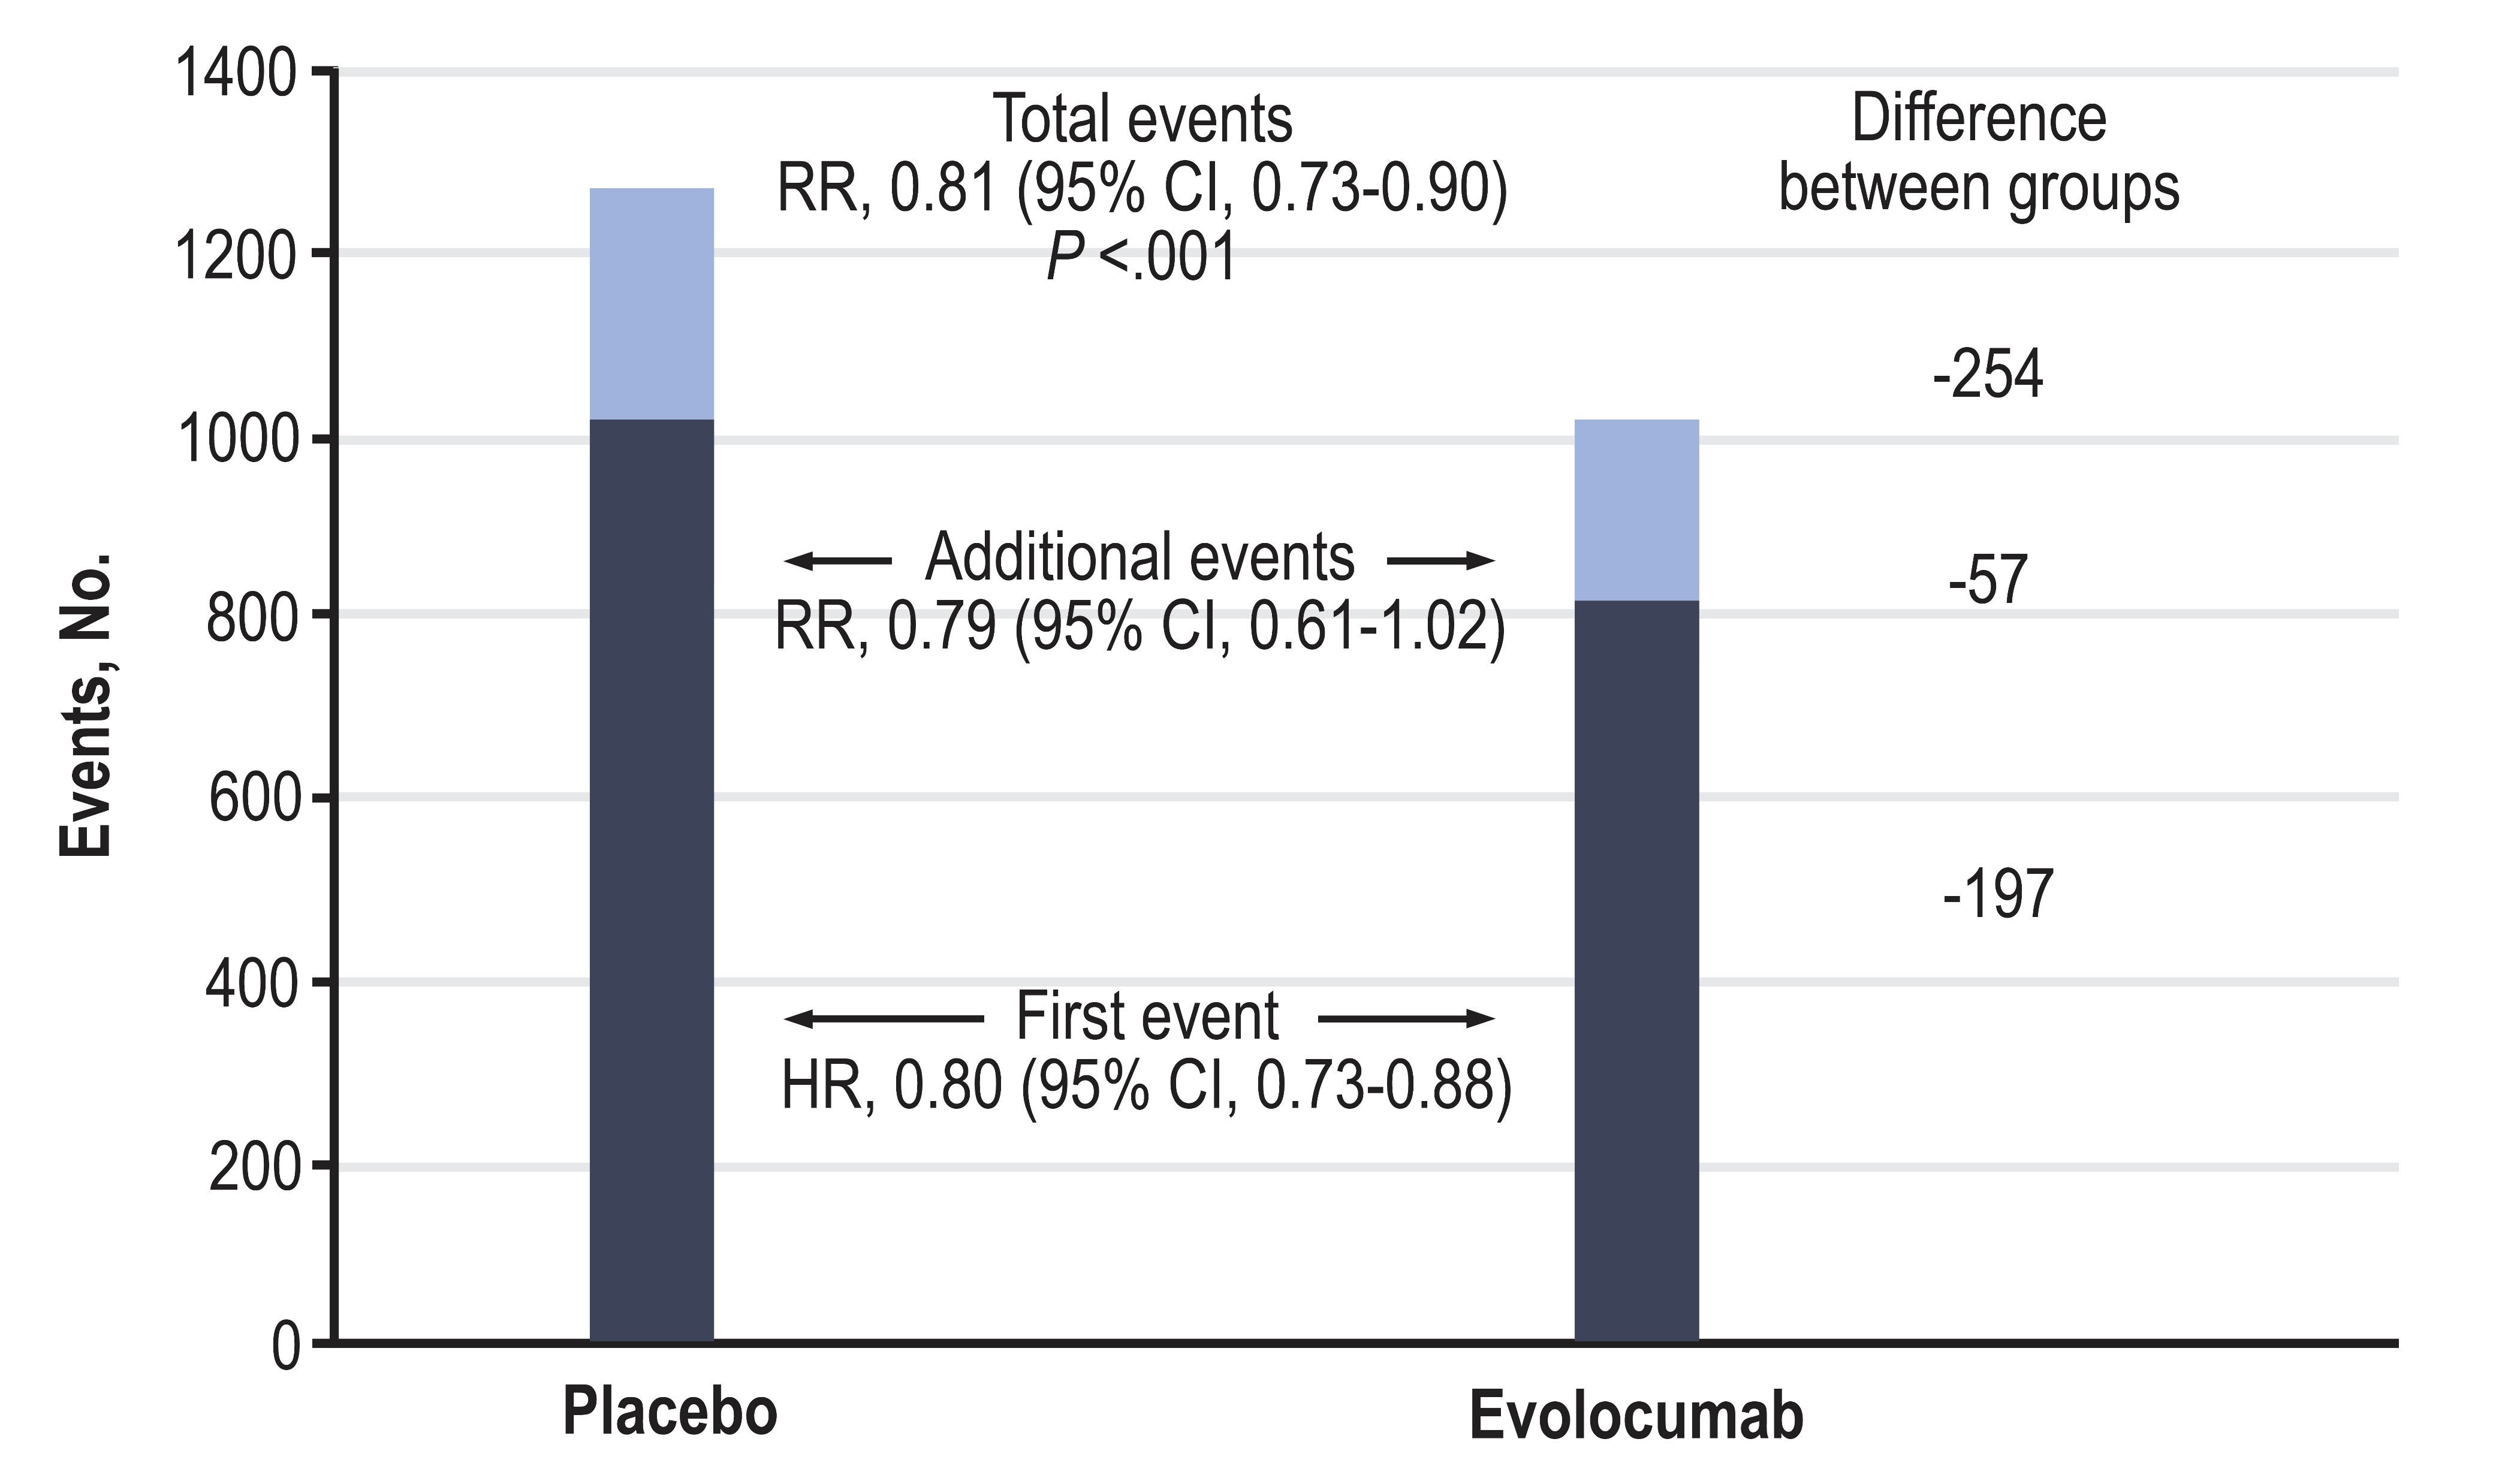 1400
1200
1000
800
600
400
200
0
Events, No.
Total events
RR, 0.81 (95% CI, 0.73-0.90)
P <.001
Difference
between groups
-254
Additional events
RR, 0.79 (95% CI, 0.61-1.02)
-57
-197
First event
HR, 0.80 (95% CI, 0.73-0.88)
Placebo
Evolocumab